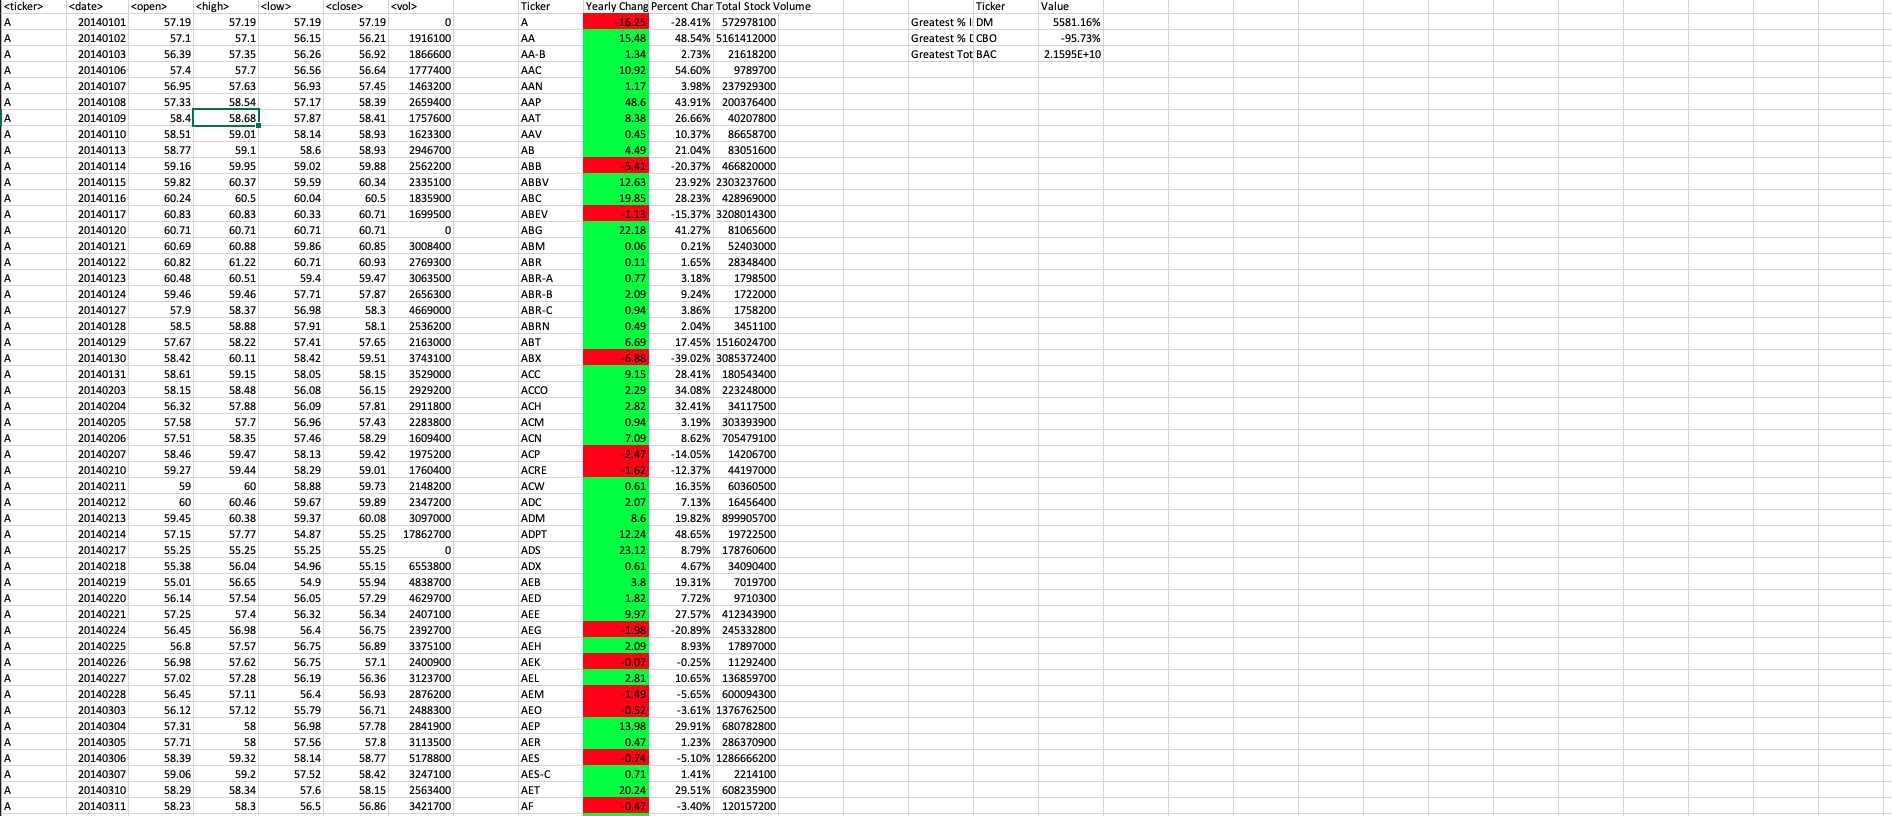 <ticker> <date> <open> <high> <low> <close> <vol> Ticker Yearly Chang Percent Char Total Stock Volume Ticker Value
A 20140101 57.19 57.19 57.19 57.19 0 A -16.25 -28.41% 572978100 Greatest % I DM 5581.16%
A 20140102 57.1 57.1 56.15 56.21 1916100 AA 15.48 48.54% 5161412000 Greatest % D CBO -95.73%
A 20140103 56.39 57.35 56.26 56.92 1866600 AA-B 1.34 2.73% 21618200 Greatest Tot BAC 2.1595E+10
A 20140106 57.4 57.7 56.56 56.64 1777400 AAC 10.92 54.60% 9789700
A 20140107 56.95 57.63 56.93 57.45 1463200 AAN 1.17 3.98% 237929300
A 20140108 57.33 58.54 57.17 58.39 2659400 AAP 48.6 43.91% 200376400
A 20140109 58.4 58.68 57.87 58.41 1757600 AAT 8.38 26.66% 40207800
A 20140110 58.51 59.01 58.14 58.93 1623300 AAV 0.45 10.37% 86658700
A 20140113 58.77 59.1 58.6 58.93 2946700 AB 4.49 21.04% 83051600
A 20140114 59.16 59.95 59.02 59.88 2562200 ABB -5.41 -20.37% 466820000
A 20140115 59.82 60.37 59.59 60.34 2335100 ABBV 12.63 23.92% 2303237600
A 20140116 60.24 60.5 60.04 60.5 1835900 ABC 19.85 28.23% 428969000
A 20140117 60.83 60.83 60.33 60.71 1699500 ABEV -1.13 -15.37% 3208014300
A 20140120 60.71 60.71 60.71 60.71 0 ABG 22.18 41.27% 81065600
A 20140121 60.69 60.88 59.86 60.85 3008400 ABM 0.06 0.21% 52403000
A 20140122 60.82 61.22 60.71 60.93 2769300 ABR 0.11 1.65% 28348400
A 20140123 60.48 60.51 59.4 59.47 3063500 ABR-A 0.77 3.18% 1798500
A 20140124 59.46 59.46 57.71 57.87 2656300 ABR-B 2.09 9.24% 1722000
A 20140127 57.9 58.37 56.98 58.3 4669000 ABR-C 0.94 3.86% 1758200
A 20140128 58.5 58.88 57.91 58.1 2536200 ABRN 0.49 2.04% 3451100
A 20140129 57.67 58.22 57.41 57.65 2163000 ABT 6.69 17.45% 1516024700
A 20140130 58.42 60.11 58.42 59.51 3743100 ABX -6.88 -39.02% 3085372400
A 20140131 58.61 59.15 58.05 58.15 3529000 ACC 9.15 28.41% 180543400
A 20140203 58.15 58.48 56.08 56.15 2929200 ACCO 2.29 34.08% 223248000
A 20140204 56.32 57.88 56.09 57.81 2911800 ACH 2.82 32.41% 34117500
A 20140205 57.58 57.7 56.96 57.43 2283800 ACM 0.94 3.19% 303393900
A 20140206 57.51 58.35 57.46 58.29 1609400 ACN 7.09 8.62% 705479100
A 20140207 58.46 59.47 58.13 59.42 1975200 ACP -2.47 -14.05% 14206700
A 20140210 59.27 59.44 58.29 59.01 1760400 ACRE -1.62 -12.37% 44197000
A 20140211 59 60 58.88 59.73 2148200 ACW 0.61 16.35% 60360500
A 20140212 60 60.46 59.67 59.89 2347200 ADC 2.07 7.13% 16456400
A 20140213 59.45 60.38 59.37 60.08 3097000 ADM 8.6 19.82% 899905700
A 20140214 57.15 57.77 54.87 55.25 17862700 ADPT 12.24 48.65% 19722500
A 20140217 55.25 55.25 55.25 55.25 0 ADS 23.12 8.79% 178760600
A 20140218 55.38 56.04 54.96 55.15 6553800 ADX 0.61 4.67% 34090400
A 20140219 55.01 56.65 54.9 55.94 4838700 AEB 3.8 19.31% 7019700
A 20140220 56.14 57.54 56.05 57.29 4629700 AED 1.82 7.72% 9710300
A 20140221 57.25 57.4 56.32 56.34 2407100 AEE 9.97 27.57% 412343900
A 20140224 56.45 56.98 56.4 56.75 2392700 AEG -1.98 -20.89% 245332800
A 20140225 56.8 57.57 56.75 56.89 3375100 AEH 2.09 8.93% 17897000
A 20140226 56.98 57.62 56.75 57.1 2400900 AEK -0.07 -0.25% 11292400
A 20140227 57.02 57.28 56.19 56.36 3123700 AEL 2.81 10.65% 136859700
A 20140228 56.45 57.11 56.4 56.93 2876200 AEM -1.49 -5.65% 600094300
A 20140303 56.12 57.12 55.79 56.71 2488300 AEO -0.52 -3.61% 1376762500
A 20140304 57.31 58 56.98 57.78 2841900 AEP 13.98 29.91% 680782800
A 20140305 57.71 58 57.56 57.8 3113500 AER 0.47 1.23% 286370900
A 20140306 58.39 59.32 58.14 58.77 5178800 AES -0.74 -5.10% 1286666200
A 20140307 59.06 59.2 57.52 58.42 3247100 AES-C 0.71 1.41% 2214100
A 20140310 58.29 58.34 57.6 58.15 2563400 AET 20.24 29.51% 608235900
A 20140311 58.23 58.3 56.5 56.86 3421700 AF -0.47 -3.40% 120157200